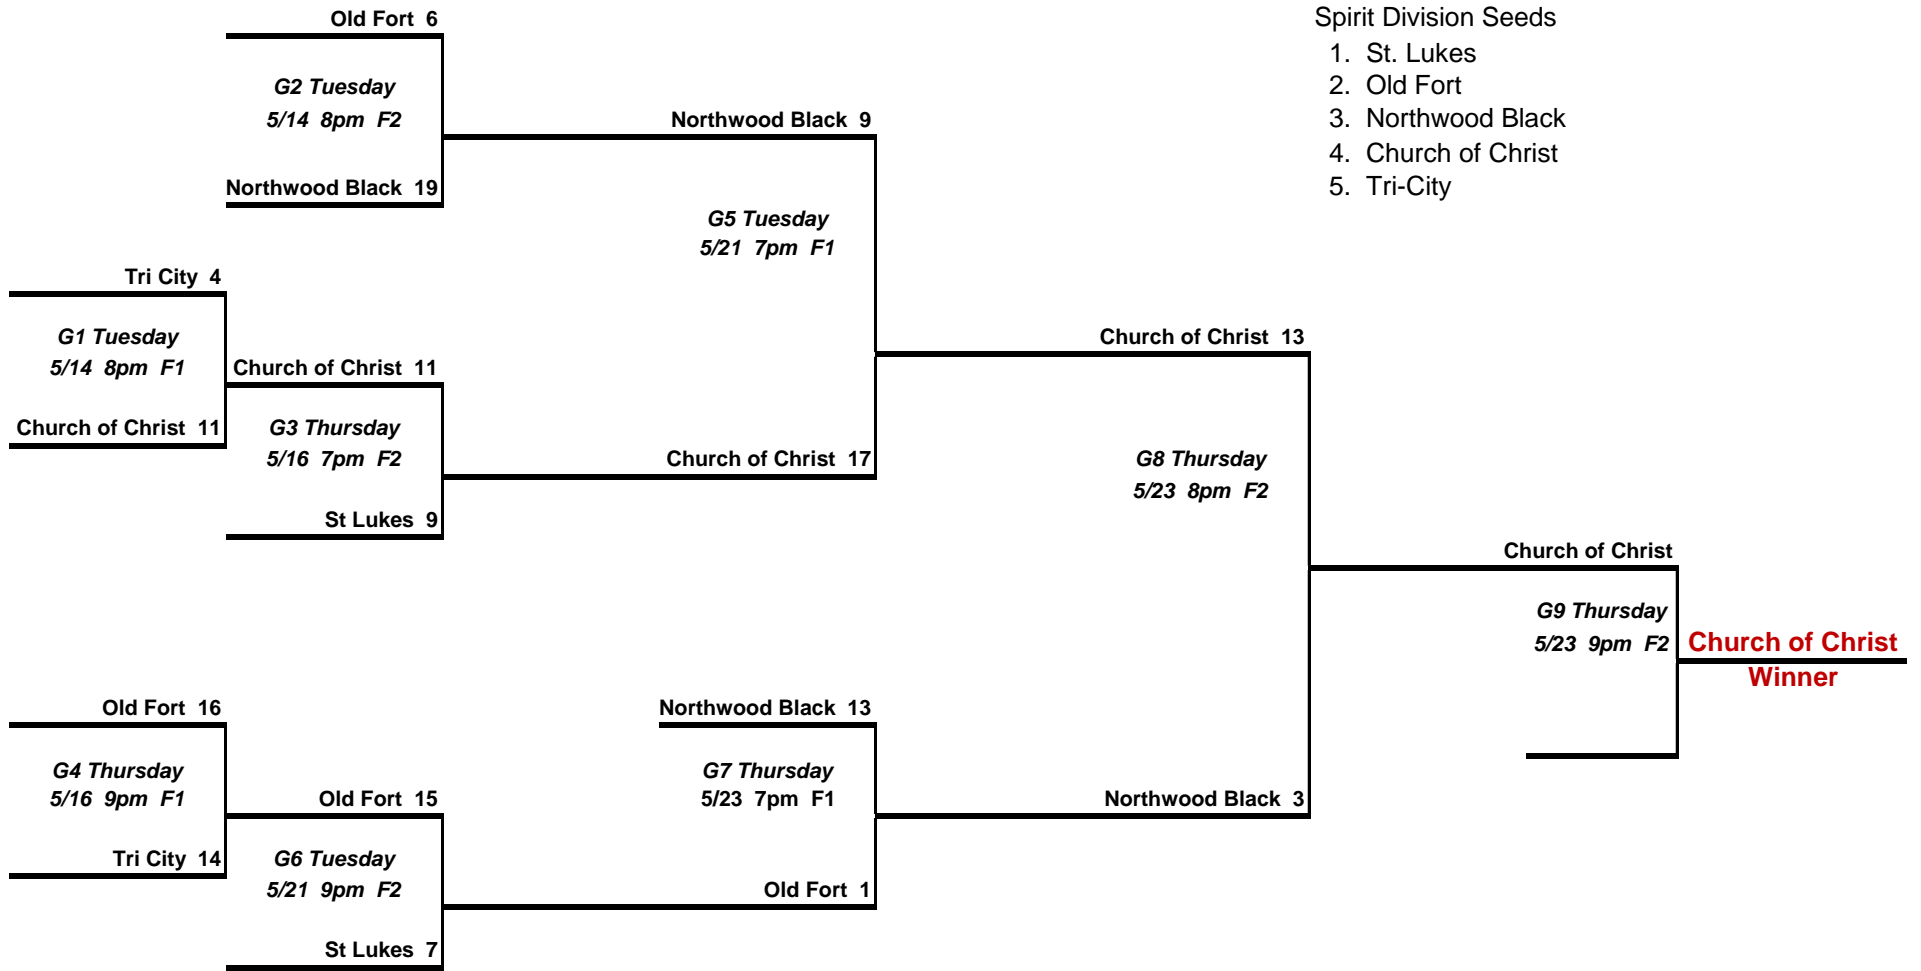 Old Fort 6
G2 Tuesday
5/14 8pm F2
Northwood Black 19
Tri City 4
G1 Tuesday
5/14 8pm F1
Church of Christ 11
Church of Christ 11
G3 Thursday
5/16 7pm F2
St Lukes 9
Northwood Black 9
G5 Tuesday
5/21 7pm F1
Church of Christ 17
Church of Christ 13
G8 Thursday
5/23 8pm F2
Northwood Black 3
Old Fort 16
G4 Thursday
5/16 9pm F1
Tri City 14
Old Fort 15
G6 Tuesday
5/21 9pm F2
St Lukes 7
Northwood Black 13
G7 Thursday
5/23 7pm F1
Old Fort 1
Church of Christ
G9 Thursday
5/23 9pm F2
Church of Christ
Winner
Spirit Division Seeds
1. St. Lukes
2. Old Fort
3. Northwood Black
4. Church of Christ
5. Tri-City